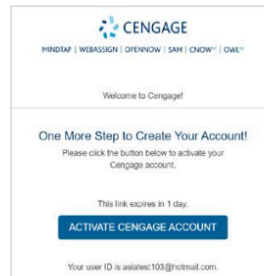 CENGAGE
MINDTAP | WEBASSIGN | OPENNOW | SAM | CNOWv2 | OWLv2
Welcome to Cengage!
One More Step to Create Your Account!
Please click the button below to activate your
Cengage account.
This link expires in 1 day.
ACTIVATE CENGAGE ACCOUNT
Your user ID is asiatest103@hotmail.com.